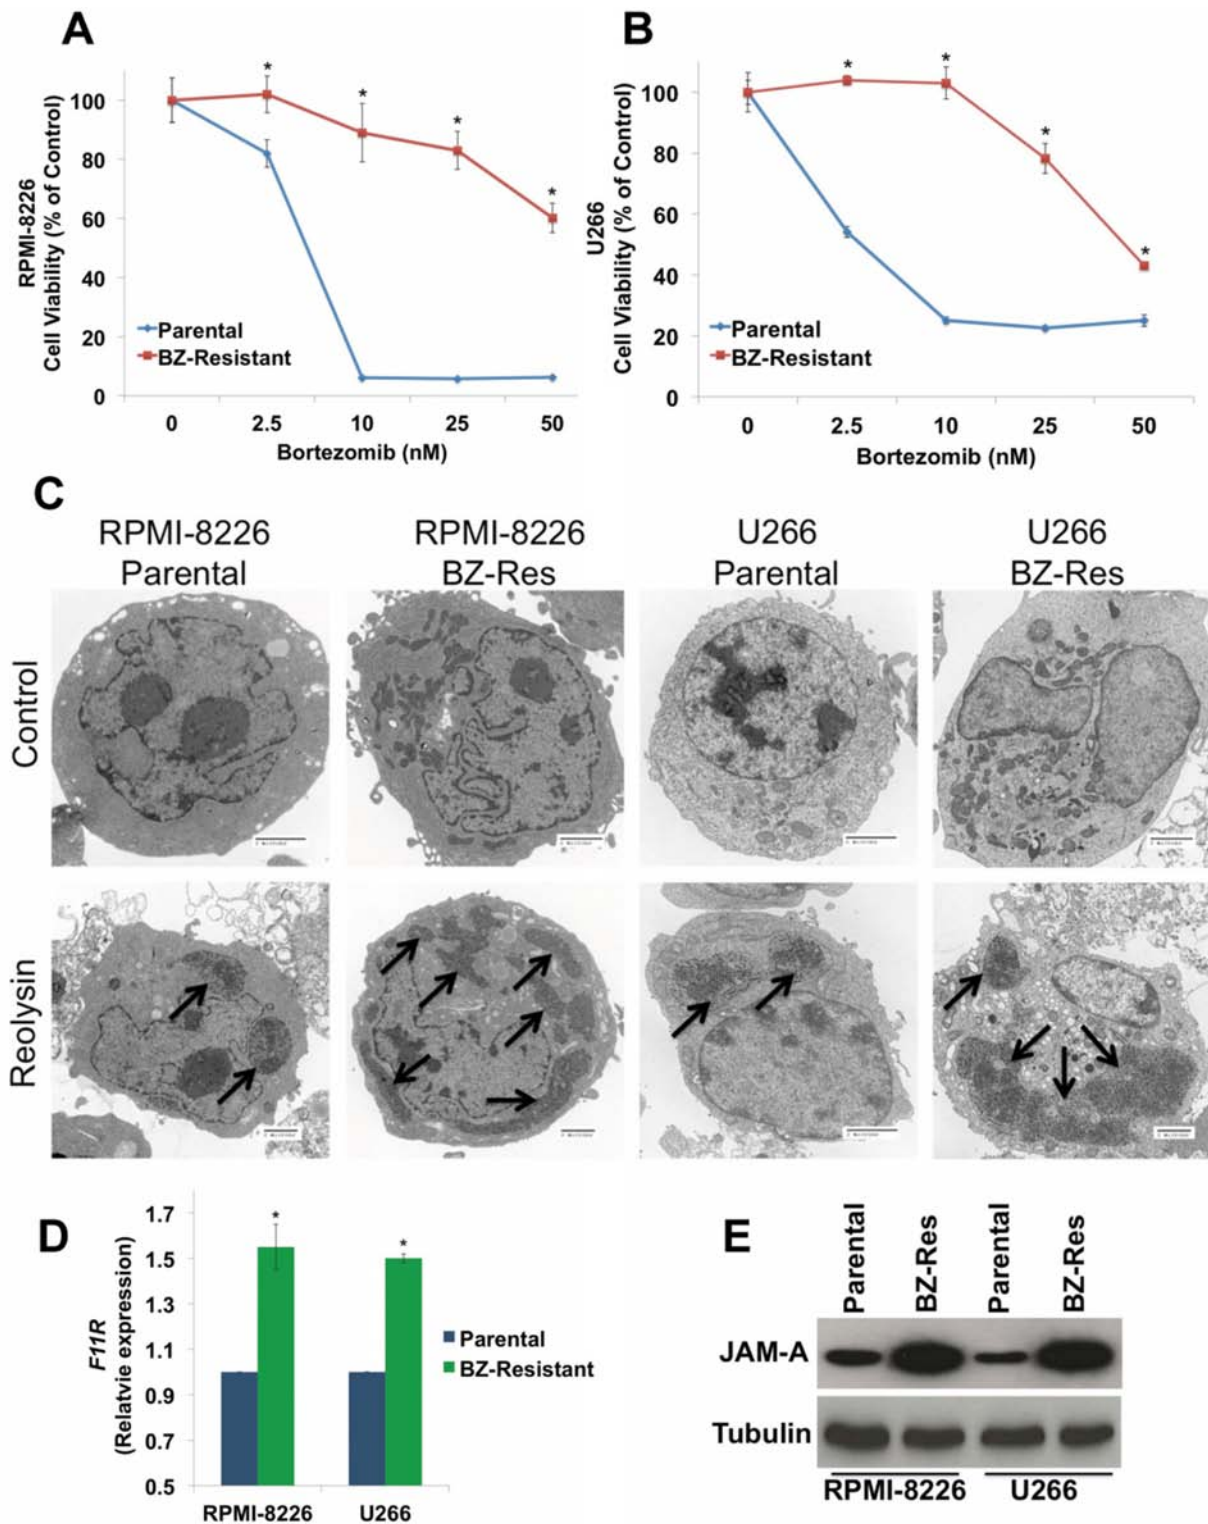 A
RPMI-8226
Cell Viability (% of Control)
100
80
60
40
20
0
*
*
*
*
Parental
BZ-Resistant
0 2.5 10 25 50
Bortezomib (nM)
B
U266
Cell Viability (% of Control)
100
80
60
40
20
0
*
*
*
*
Parental
BZ-Resistant
0 2.5 10 25 50
Bortezomib (nM)
C
RPMI-8226
Parental
RPMI-8226
BZ-Res
U266
Parental
U266
BZ-Res
Control
Reolysin
D
F11R
(Relatvie expression)
1.7
1.5
1.3
1.1
0.9
0.7
0.5
*
*
Parental
BZ-Resistant
RPMI-8226 U266
E
Parental
BZ-Res
Parental
BZ-Res
JAM-A
Tubulin
RPMI-8226 U266